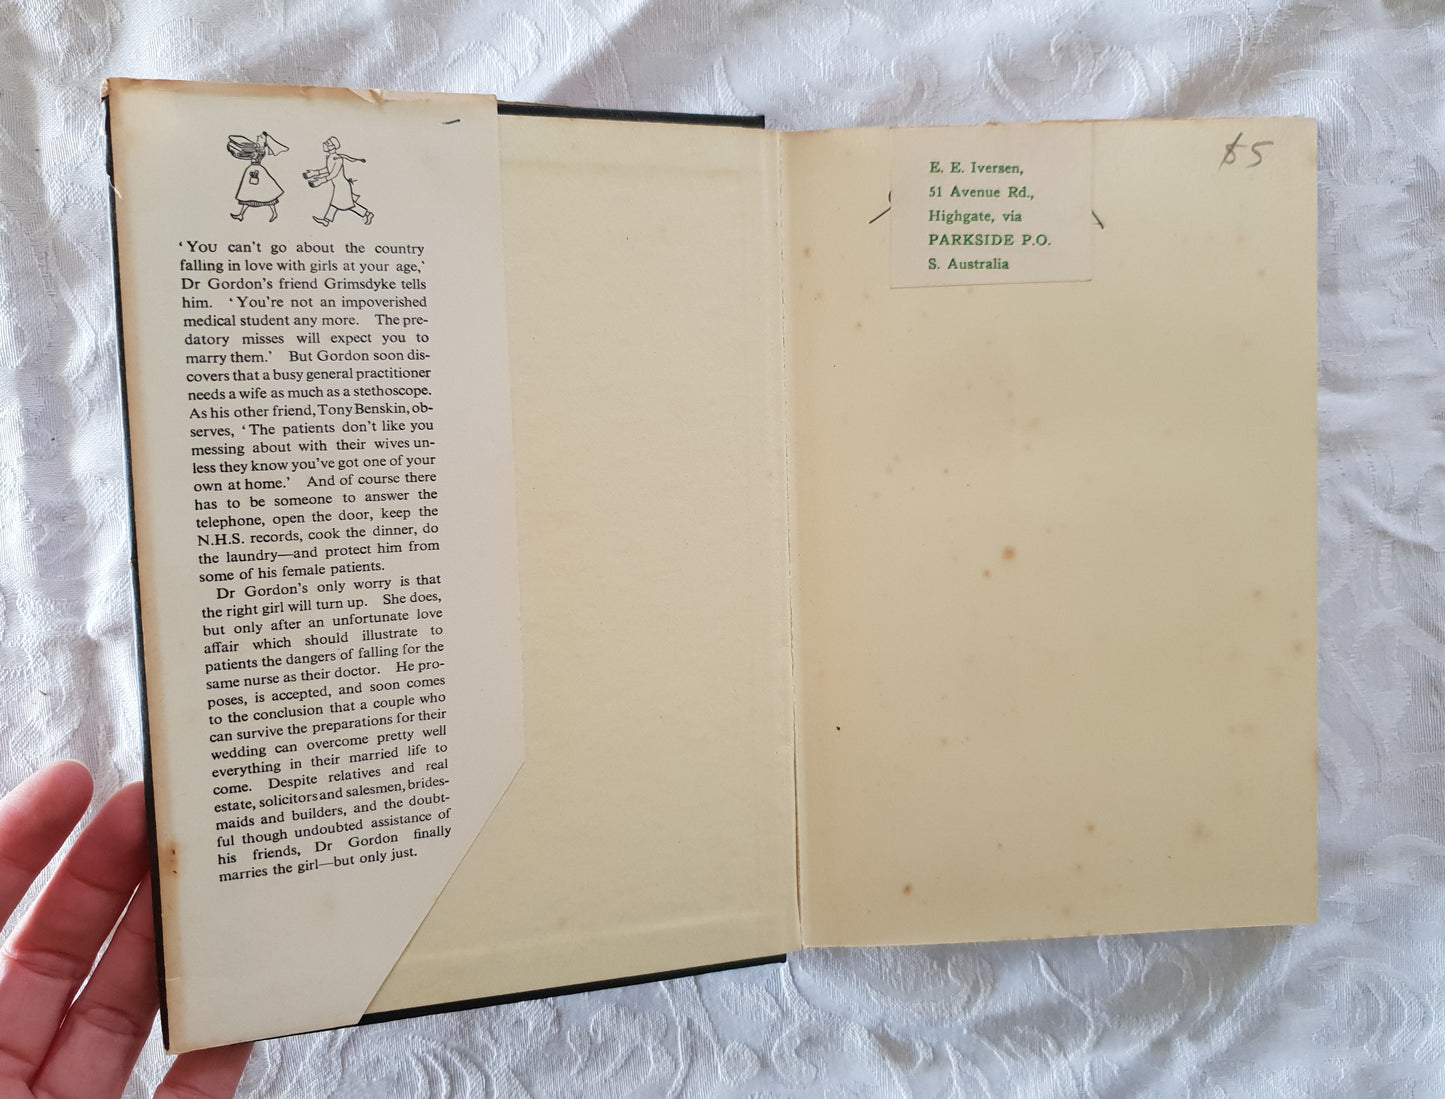 ‘YOU can’t go about the country
falling in love with girls at your age,’
Dr Gordon’s friend Grimsdyke tells
him. ‘You’re not an impoverished
medical student any more. The pre-
datory misses will expect you to
marry them.’ But Gordon soon dis-
covers that a busy general practitioner
needs a wife as much as a stethoscope.
As his other friend, Tony Benskin, ob-
serves, ‘The patients don’t like you
messing about with their wives un-
less they know you’ve got one of your
own at home.’ And of course there
has to be someone to answer the
telephone, open the door, keep the
N.H.S. records, cook the dinner, do
the laundry—and protect him from
some of his female patients.
Dr Gordon’s only worry is that
the right girl will turn up. She does,
but only after an unfortunate love
affair which should illustrate to
patients the dangers of falling for the
same nurse as their doctor. He pro-
poses, is accepted, and soon comes
to the conclusion that a couple who
can survive the preparations for their
wedding can overcome pretty well
everything in their married life to
come. Despite relatives and real
estate, solicitors and salesmen, brides-
maids and builders, and the doubt-
ful though undoubted assistance of
his friends, Dr Gordon finally
marries the girl—but only just.
E. E. Iversen,
51 Avenue Rd.,
Highgate, via
PARKSIDE P.O.
S. Australia
$5